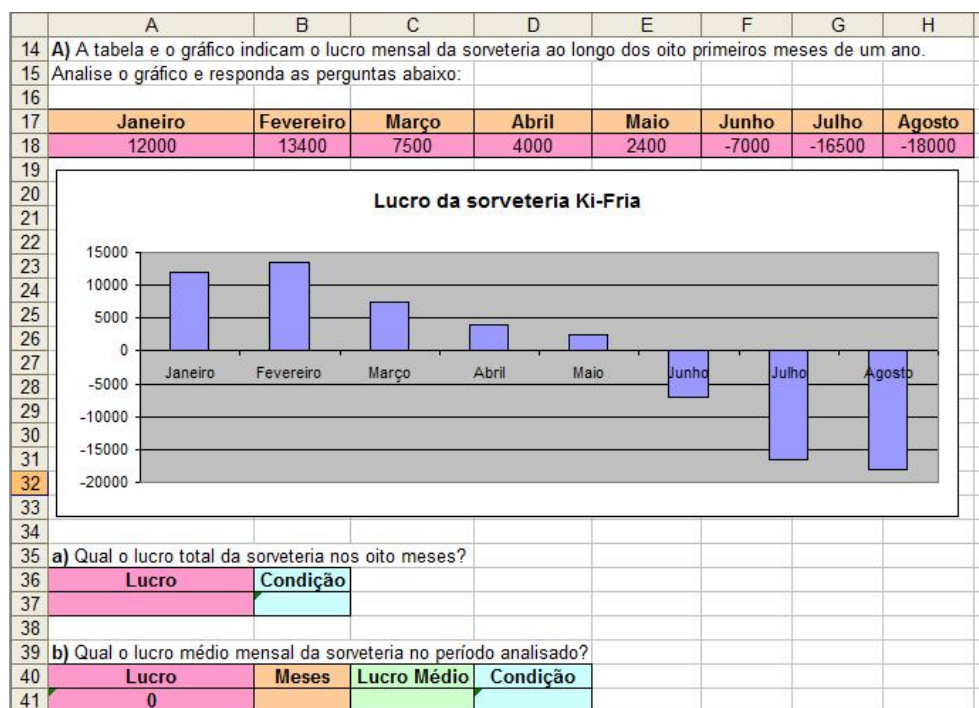 A B C D E F G H
14 A) A tabela e o gráfico indicam o lucro mensal da sorveteria ao longo dos oito primeiros meses de um ano.
15 Analise o gráfico e responda as perguntas abaixo:
16
17 Janeiro Fevereiro Março Abril Maio Junho Julho Agosto
18 12000 13400 7500 4000 2400 -7000 -16500 -18000
19
20 Lucro da sorveteria Ki-Fria
21
22
15000
23
10000
24
5000
25
26
0
27
Janeiro Fevereiro Março Abril Maio Junho Julho Agosto
28
-5000
29
-10000
30
31
-15000
32
-20000
33
34
35 a) Qual o lucro total da sorveteria nos oito meses?
36 Lucro Condição
37
38
39 b) Qual o lucro médio mensal da sorveteria no período analisado?
40 Lucro Meses Lucro Médio Condição
41 0